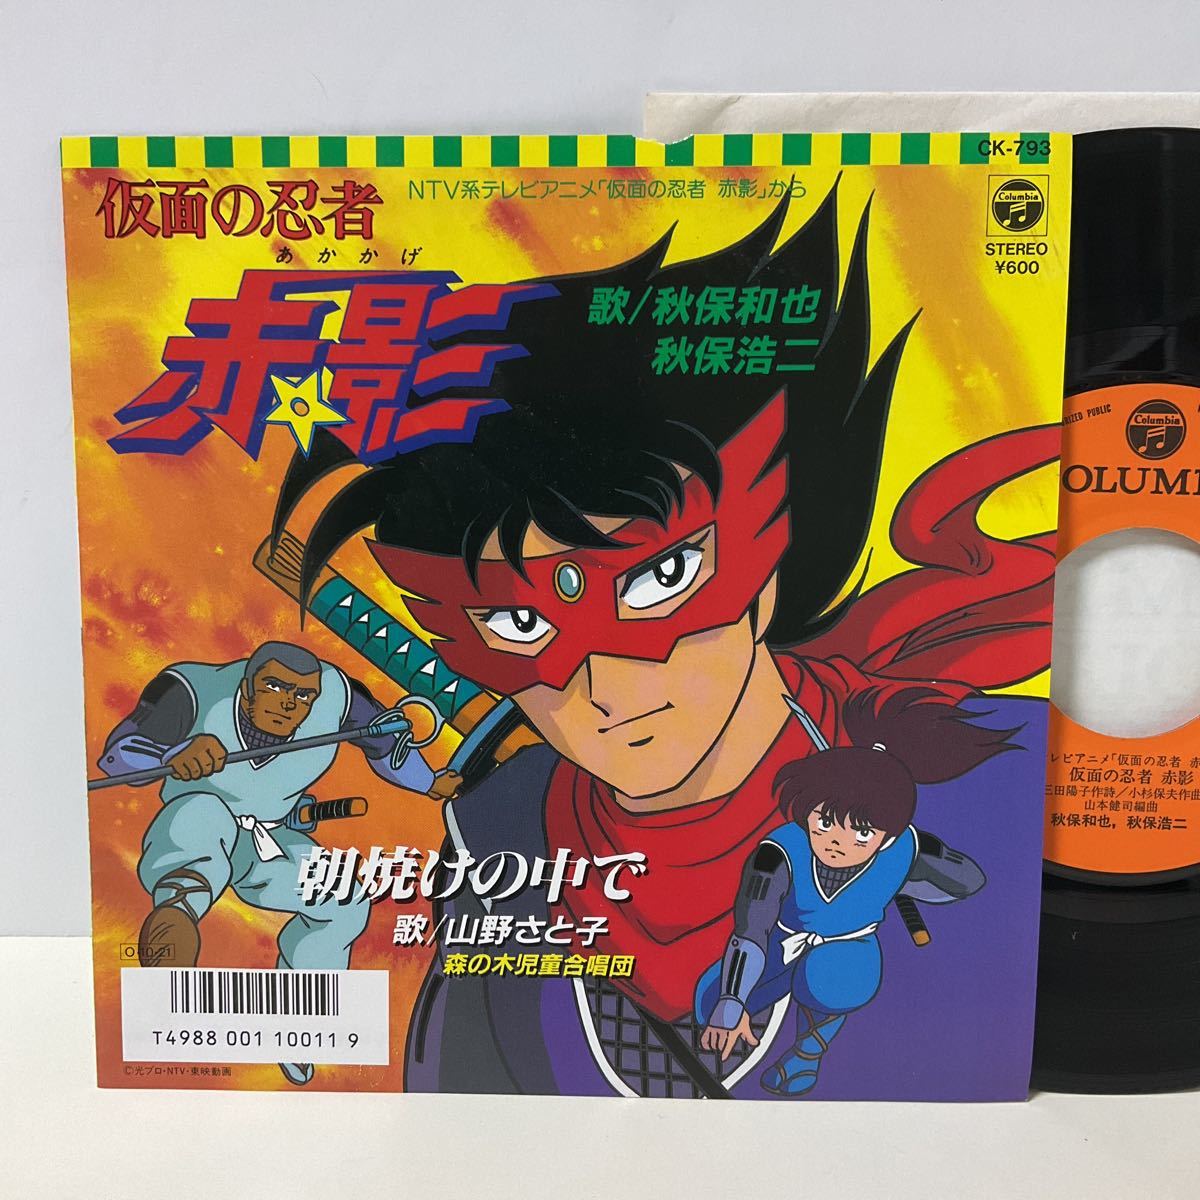 CK-793
仮面の忍者
NTV系テレビアニメ「仮面の忍者 赤影」から
Columbia
STEREO
¥600
あかかげ
赤影
歌/秋保和也
秋保浩二
朝焼けの中で
歌/山野さと子
森の木児童合唱団
O・10・21
T4988 001 10011 9
©光プロ・NTV・東映動画
RIZED PUBLIC
Columbia
OLUM
レビアニメ「仮面の忍者 赤
仮面の忍者 赤影
三田陽子作詩/小杉保夫作曲
山本健司編曲
秋保和也, 秋保浩二